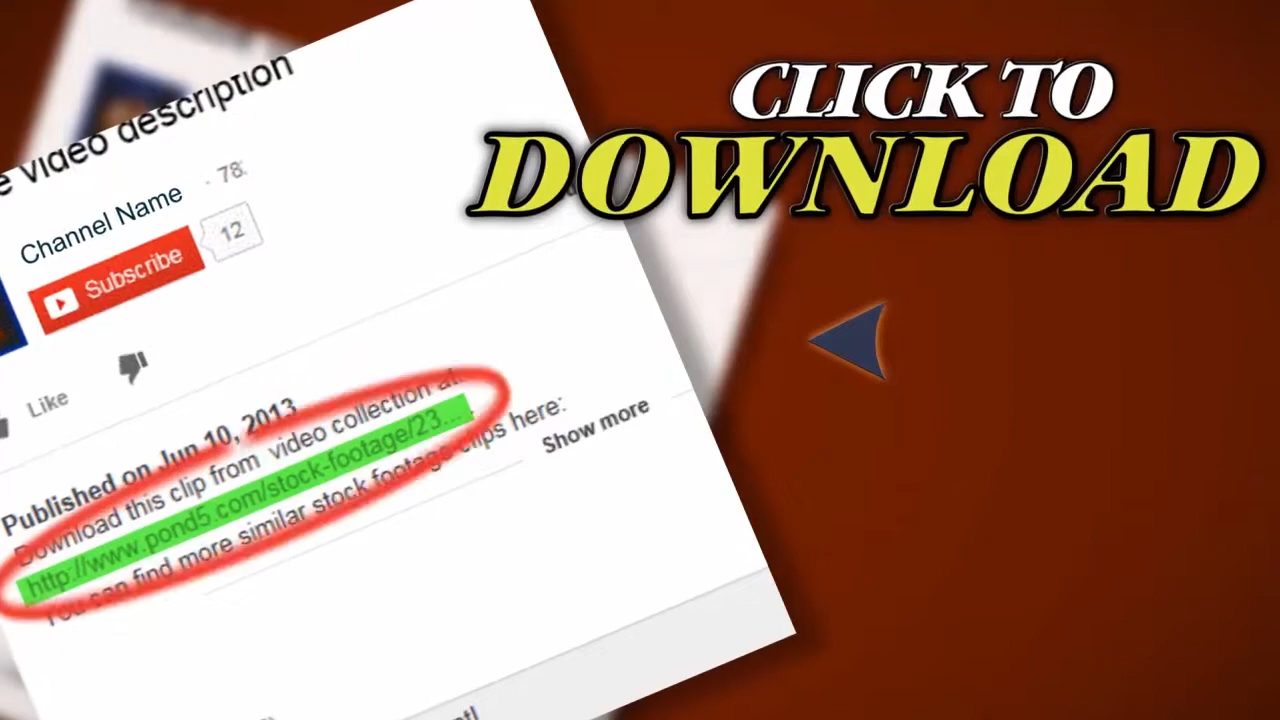 CLICK TO
DOWNLOAD
video description
Channel Name
78
Subscribe
12
Like
Published on Jun 10, 2013
Download this clip from video collection at
http://www.pond5.com/stock-footage/23...
You can find more similar stock footage clips here:
Show more